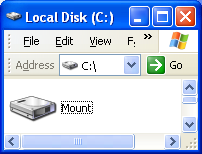 Local Disk (C:)
File Edit View F:
Address C:\ Go
Mount